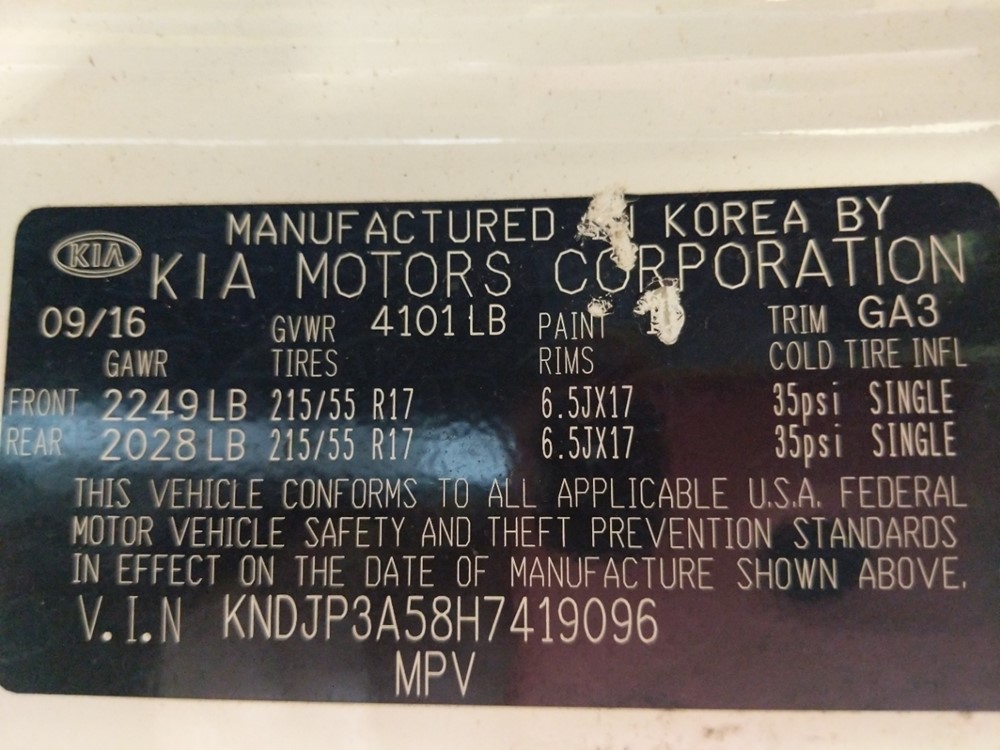 MANUFACTURED IN KOREA BY
KIA KIA MOTORS CORPORATION
09/16 GVWR 4101 LB PAINT TRIM GA3
GAWR TIRES RIMS COLD TIRE INFL
FRONT 2249 LB 215/55 R17 6.5JX17 35psi SINGLE
REAR 2028 LB 215/55 R17 6.5JX17 35psi SINGLE
THIS VEHICLE CONFORMS TO ALL APPLICABLE U.S.A. FEDERAL
MOTOR VEHICLE SAFETY AND THEFT PREVENTION STANDARDS
IN EFFECT ON THE DATE OF MANUFACTURE SHOWN ABOVE.
V.I.N KNDJP3A58H7419096
MPV